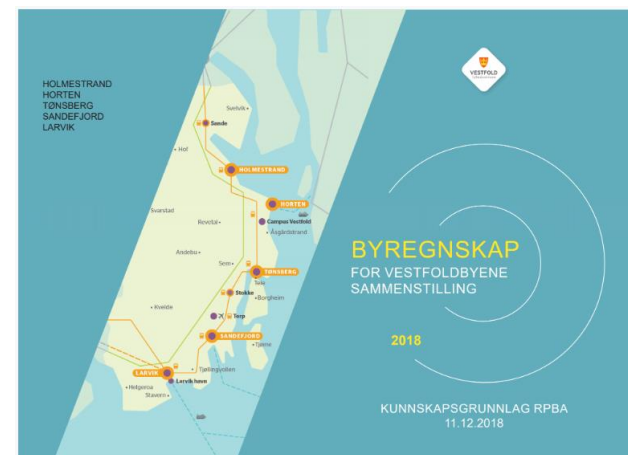 HOLMESTRAND
HORTEN
TØNSBERG
SANDEFJORD
LARVIK
VESTFOLD
BYREGNSKAP
FOR VESTFOLDBYENE
SAMMENSTILLING
2018
KUNNSKAPSGRUNNLAG RPBA
11.12.2018
Svelvik
Sande
Hof
HOLMESTRAND
HORTEN
Svarstad
Revetal
Campus Vestfold
Åsgårdstrand
Andebu
Sem
TØNSBERG
Stokke
Borgheim
Kvelde
Torp
SANDEFJORD
Tjøme
LARVIK
Tjøllingvollen
Larvik havn
Helgeroa
Stavern